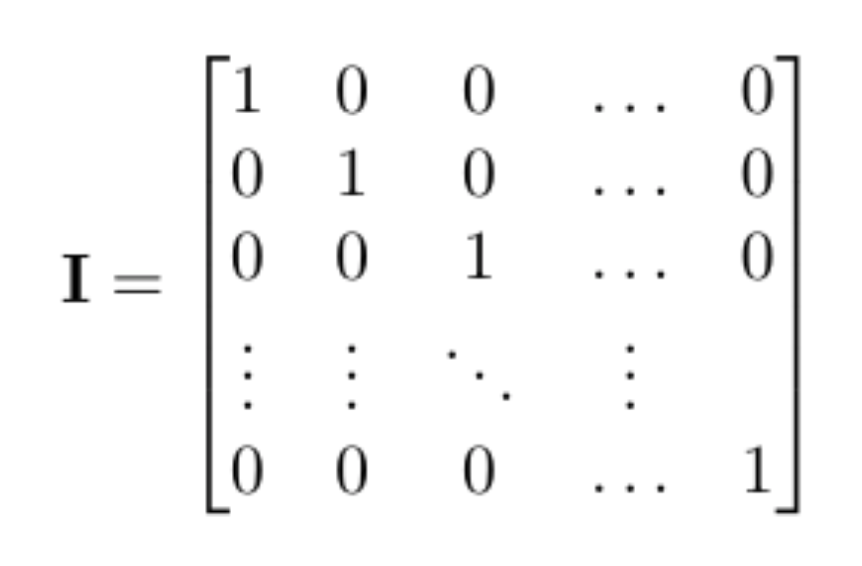 1 0 0 … 0
0 1 0 … 0
I = 0 0 1 … 0
⋮ ⋮ ⋱ ⋮
0 0 0 … 1